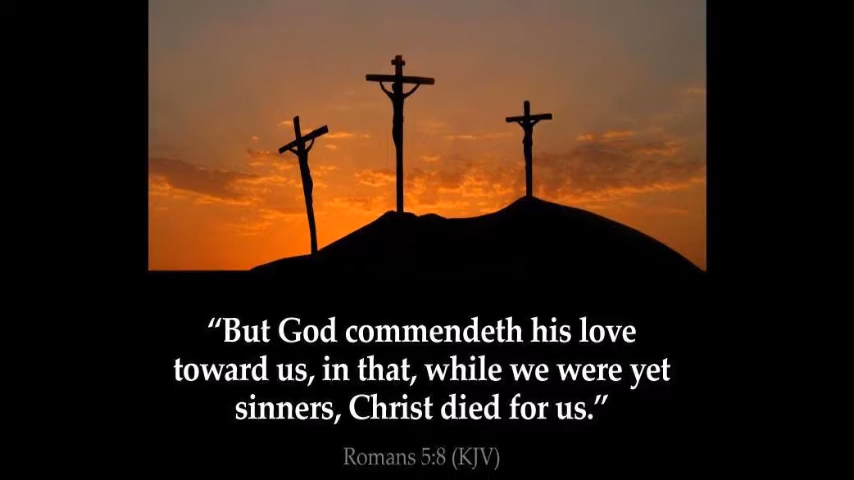 “But God commendeth his love
toward us, in that, while we were yet
sinners, Christ died for us.”
Romans 5:8 (KJV)